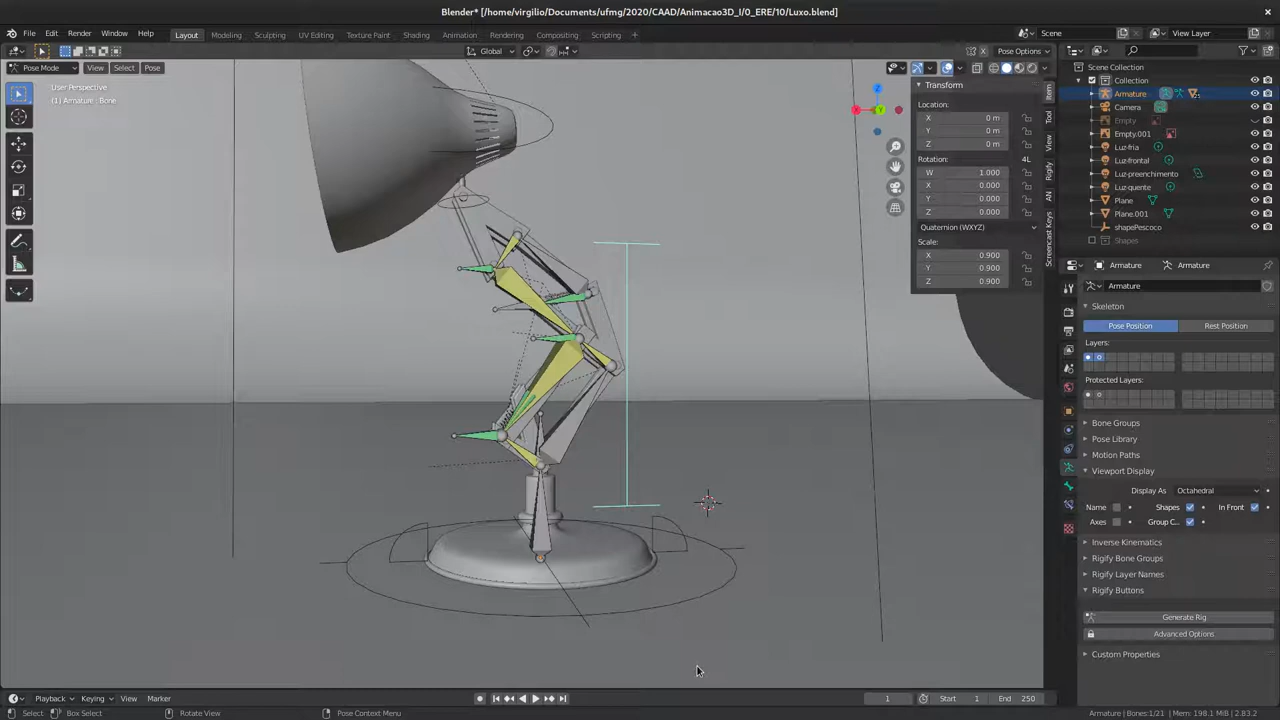 Blender* [/home/virgilio/Documents/ufmg/2020/CAAD/Animacao3D_I/0_ERE/10/Luxo.blend]
File Edit Render Window Help Layout Modeling Sculpting UV Editing Texture Paint Shading Animation Rendering Compositing Scripting + Scene View Layer
Global Pose Options
Pose Mode View Select Pose
User Perspective
(1) Armature : Bone
Transform
Location:
X 0 m
Y 0 m
Z 0 m
Rotation: 4L
W 1.000
X 0.000
Y 0.000
Z 0.000
Quaternion (WXYZ)
Scale:
X 0.900
Y 0.900
Z 0.900
Item
Tool
View
Rigify
AN
Screencast Keys
X
Y
Z
Scene Collection
Collection
Armature
Camera
Empty
Empty.001
Luz-fria
Luz-frontal
Luz-preenchimento
Luz-quente
Plane
Plane.001
shapePescoco
Shapes
Armature Armature
Armature
Skeleton
Pose Position Rest Position
Layers:
Protected Layers:
Bone Groups
Pose Library
Motion Paths
Viewport Display
Display As Octahedral
Name Shapes In Front
Axes Group C...
Inverse Kinematics
Rigify Bone Groups
Rigify Layer Names
Rigify Buttons
Generate Rig
Advanced Options
Custom Properties
Playback Keying View Marker 1 Start 1 End 250
Select Box Select Rotate View Pose Context Menu Armature | Bones:1/21 | Mem: 198.1 MiB | 2.83.2